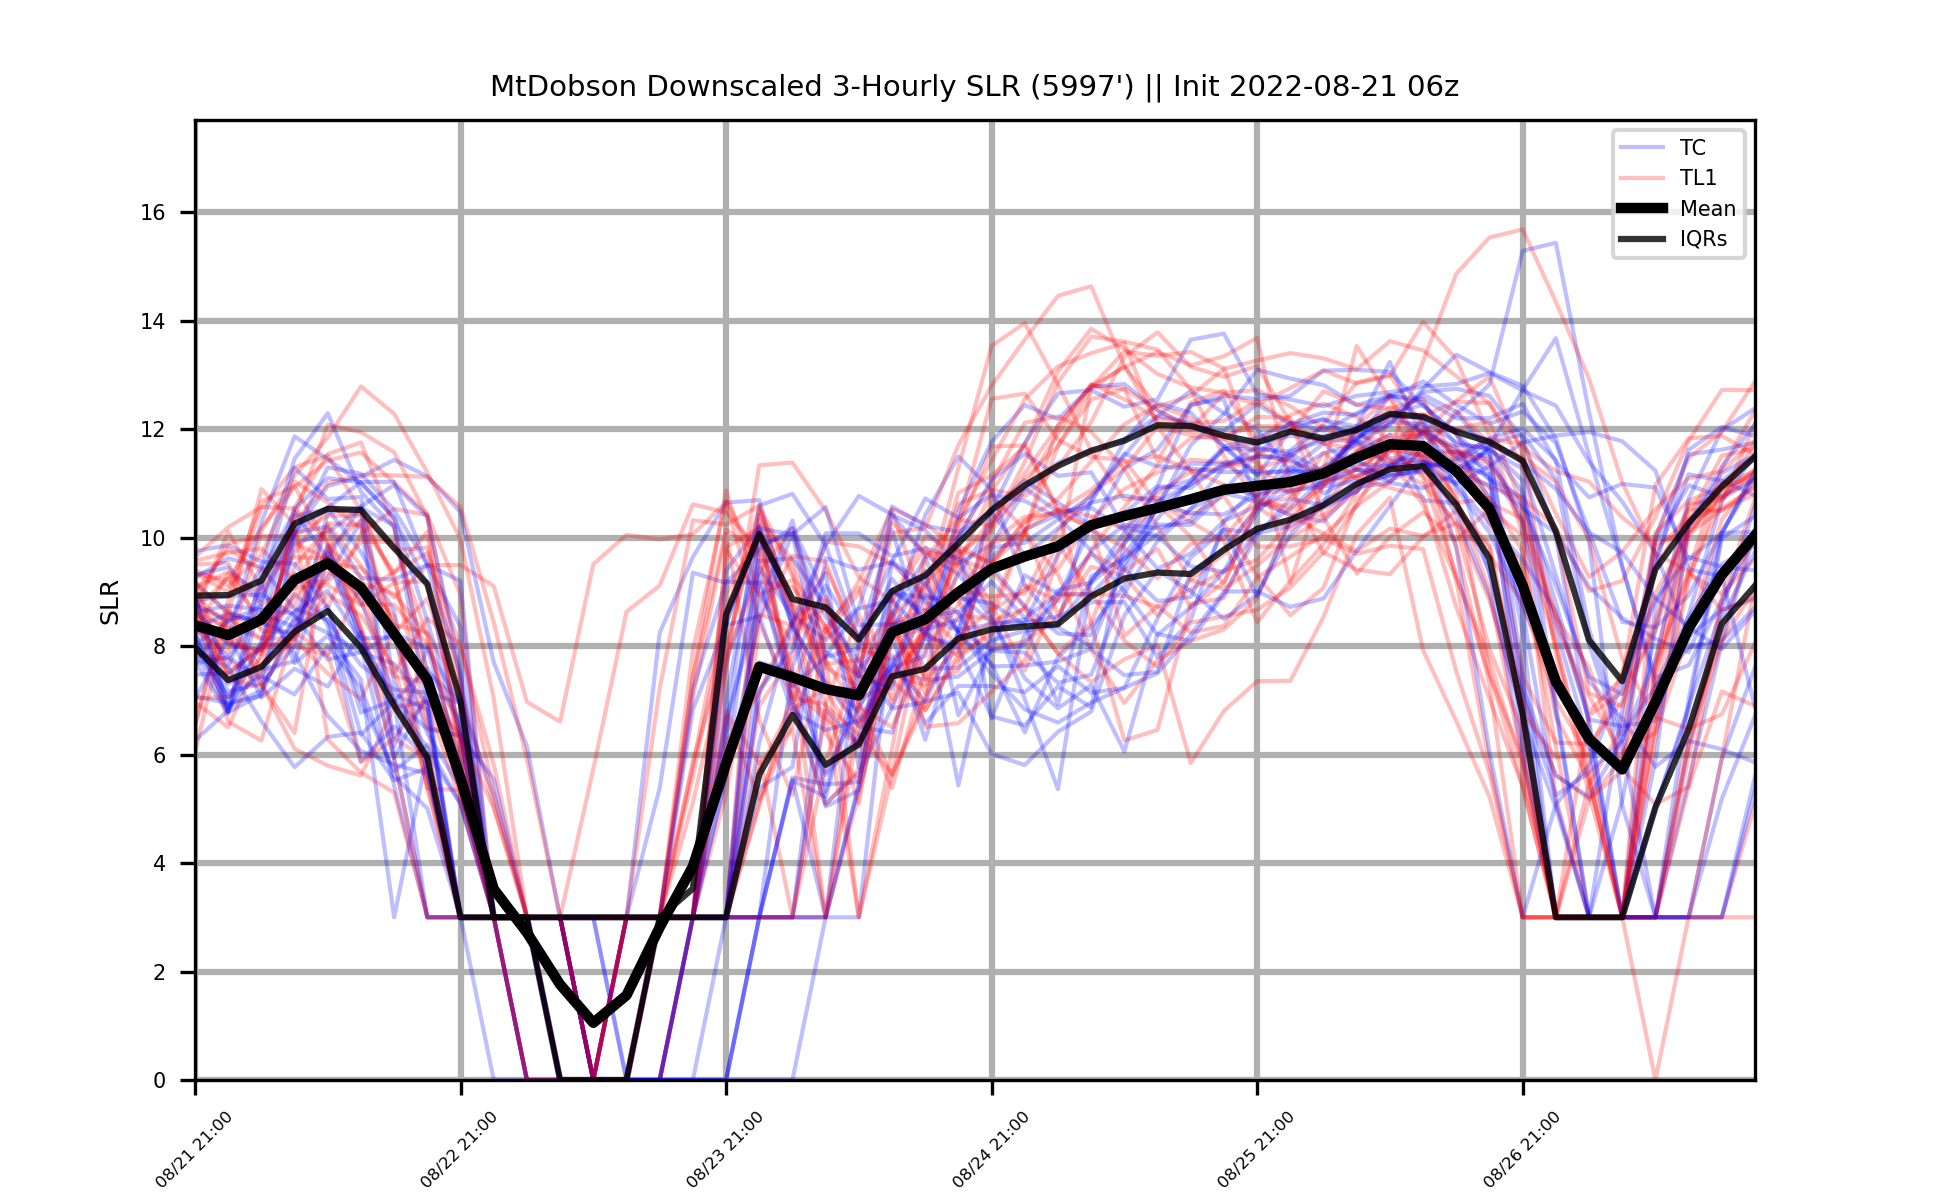 MtDobson Downscaled 3-Hourly SLR (5997') || Init 2022-08-21 06z
TC
TL1
Mean
IQRs
SLR
16
14
12
10
8
6
4
2
0
08/21 21:00
08/22 21:00
08/23 21:00
08/24 21:00
08/25 21:00
08/26 21:00